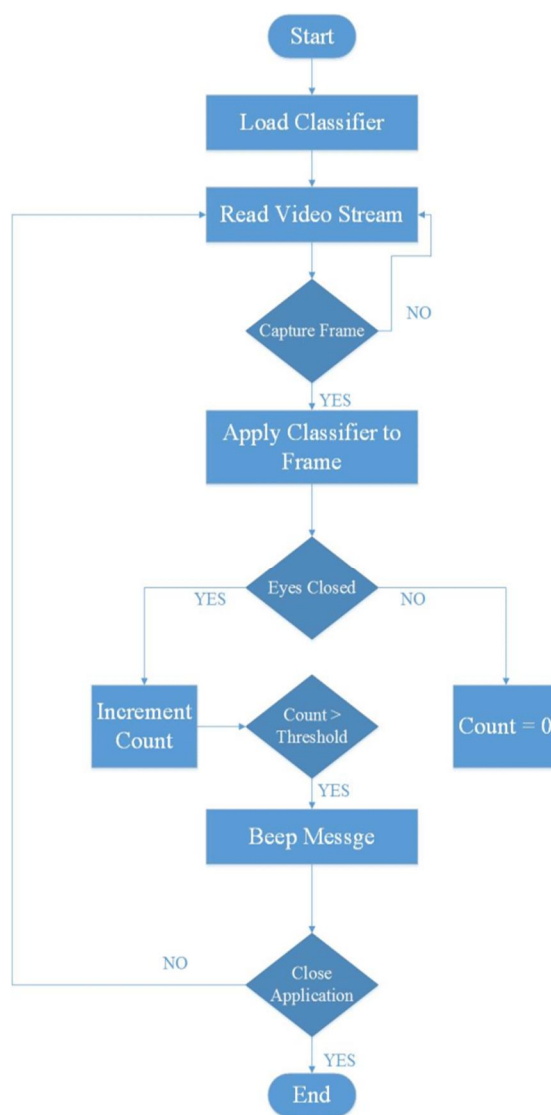 Start
Load Classifier
Read Video Stream
Capture Frame
NO
YES
Apply Classifier to
Frame
Eyes Closed
YES
NO
Increment
Count
Count >
Threshold
Count = 0
YES
Beep Messge
NO
Close
Application
YES
End